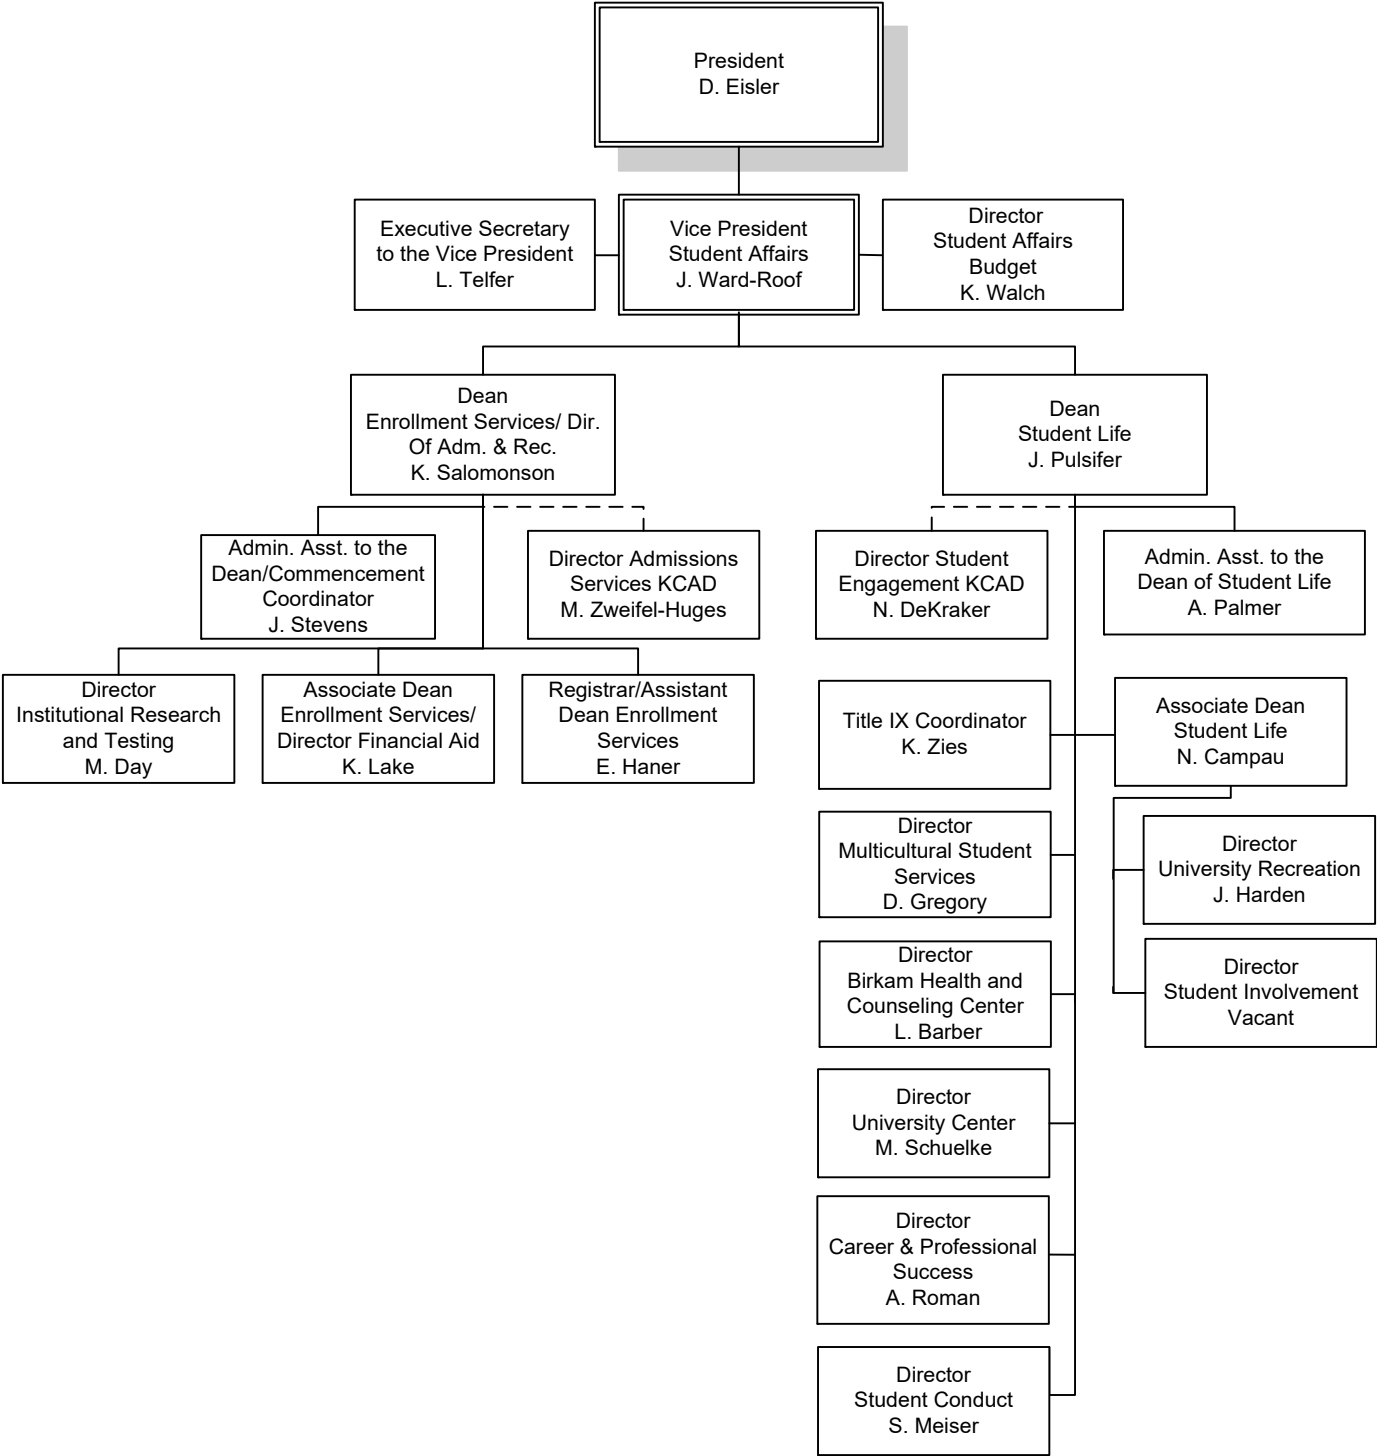 President
D. Eisler
Executive Secretary
to the Vice President
L. Telfer
Vice President
Student Affairs
J. Ward-Roof
Director
Student Affairs
Budget
K. Walch
Dean
Enrollment Services/ Dir.
Of Adm. & Rec.
K. Salomonson
Dean
Student Life
J. Pulsifer
Admin. Asst. to the
Dean/Commencement
Coordinator
J. Stevens
Director Admissions
Services KCAD
M. Zweifel-Huges
Director Student
Engagement KCAD
N. DeKraker
Admin. Asst. to the
Dean of Student Life
A. Palmer
Director
Institutional Research
and Testing
M. Day
Associate Dean
Enrollment Services/
Director Financial Aid
K. Lake
Registrar/Assistant
Dean Enrollment
Services
E. Haner
Title IX Coordinator
K. Zies
Associate Dean
Student Life
N. Campau
Director
Multicultural Student
Services
D. Gregory
Director
University Recreation
J. Harden
Director
Birkam Health and
Counseling Center
L. Barber
Director
Student Involvement
Vacant
Director
University Center
M. Schuelke
Director
Career & Professional
Success
A. Roman
Director
Student Conduct
S. Meiser